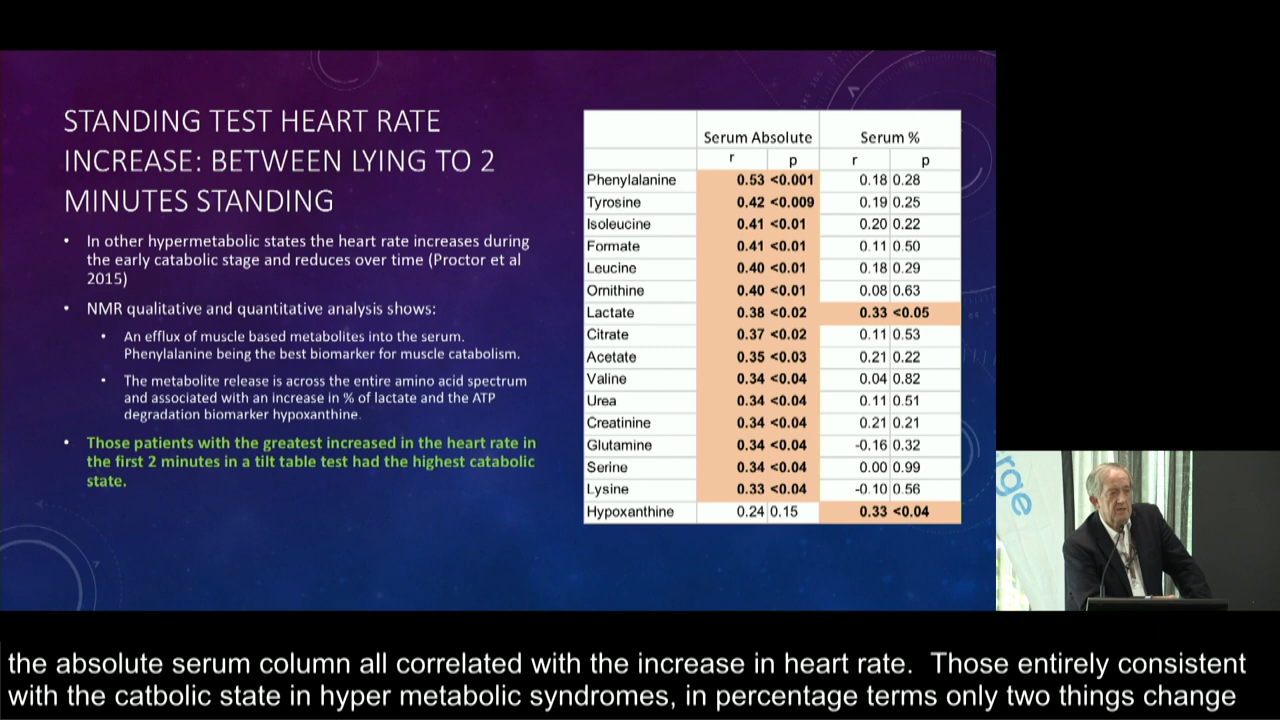 STANDING TEST HEART RATE
INCREASE: BETWEEN LYING TO 2
MINUTES STANDING
• In other hypermetabolic states the heart rate increases during
the early catabolic stage and reduces over time (Proctor et al
2015)
• NMR qualitative and quantitative analysis shows:
• An efflux of muscle based metabolites into the serum.
Phenylalanine being the best biomarker for muscle catabolism.
• The metabolite release is across the entire amino acid spectrum
and associated with an increase in % of lactate and the ATP
degradation biomarker hypoxanthine.
• Those patients with the greatest increased in the heart rate in
the first 2 minutes in a tilt table test had the highest catabolic
state.
Serum Absolute Serum %
r p r p
Phenylalanine 0.53 <0.001 0.18 0.28
Tyrosine 0.42 <0.009 0.19 0.25
Isoleucine 0.41 <0.01 0.20 0.22
Formate 0.41 <0.01 0.11 0.50
Leucine 0.40 <0.01 0.18 0.29
Ornithine 0.40 <0.01 0.08 0.63
Lactate 0.38 <0.02 0.33 <0.05
Citrate 0.37 <0.02 0.11 0.53
Acetate 0.35 <0.03 0.21 0.22
Valine 0.34 <0.04 0.04 0.82
Urea 0.34 <0.04 0.11 0.51
Creatinine 0.34 <0.04 0.21 0.21
Glutamine 0.34 <0.04 -0.16 0.32
Serine 0.34 <0.04 0.00 0.99
Lysine 0.33 <0.04 -0.10 0.56
Hypoxanthine 0.24 0.15 0.33 <0.04
rge
the absolute serum column all correlated with the increase in heart rate. Those entirely consistent
with the catbolic state in hyper metabolic syndromes, in percentage terms only two things change